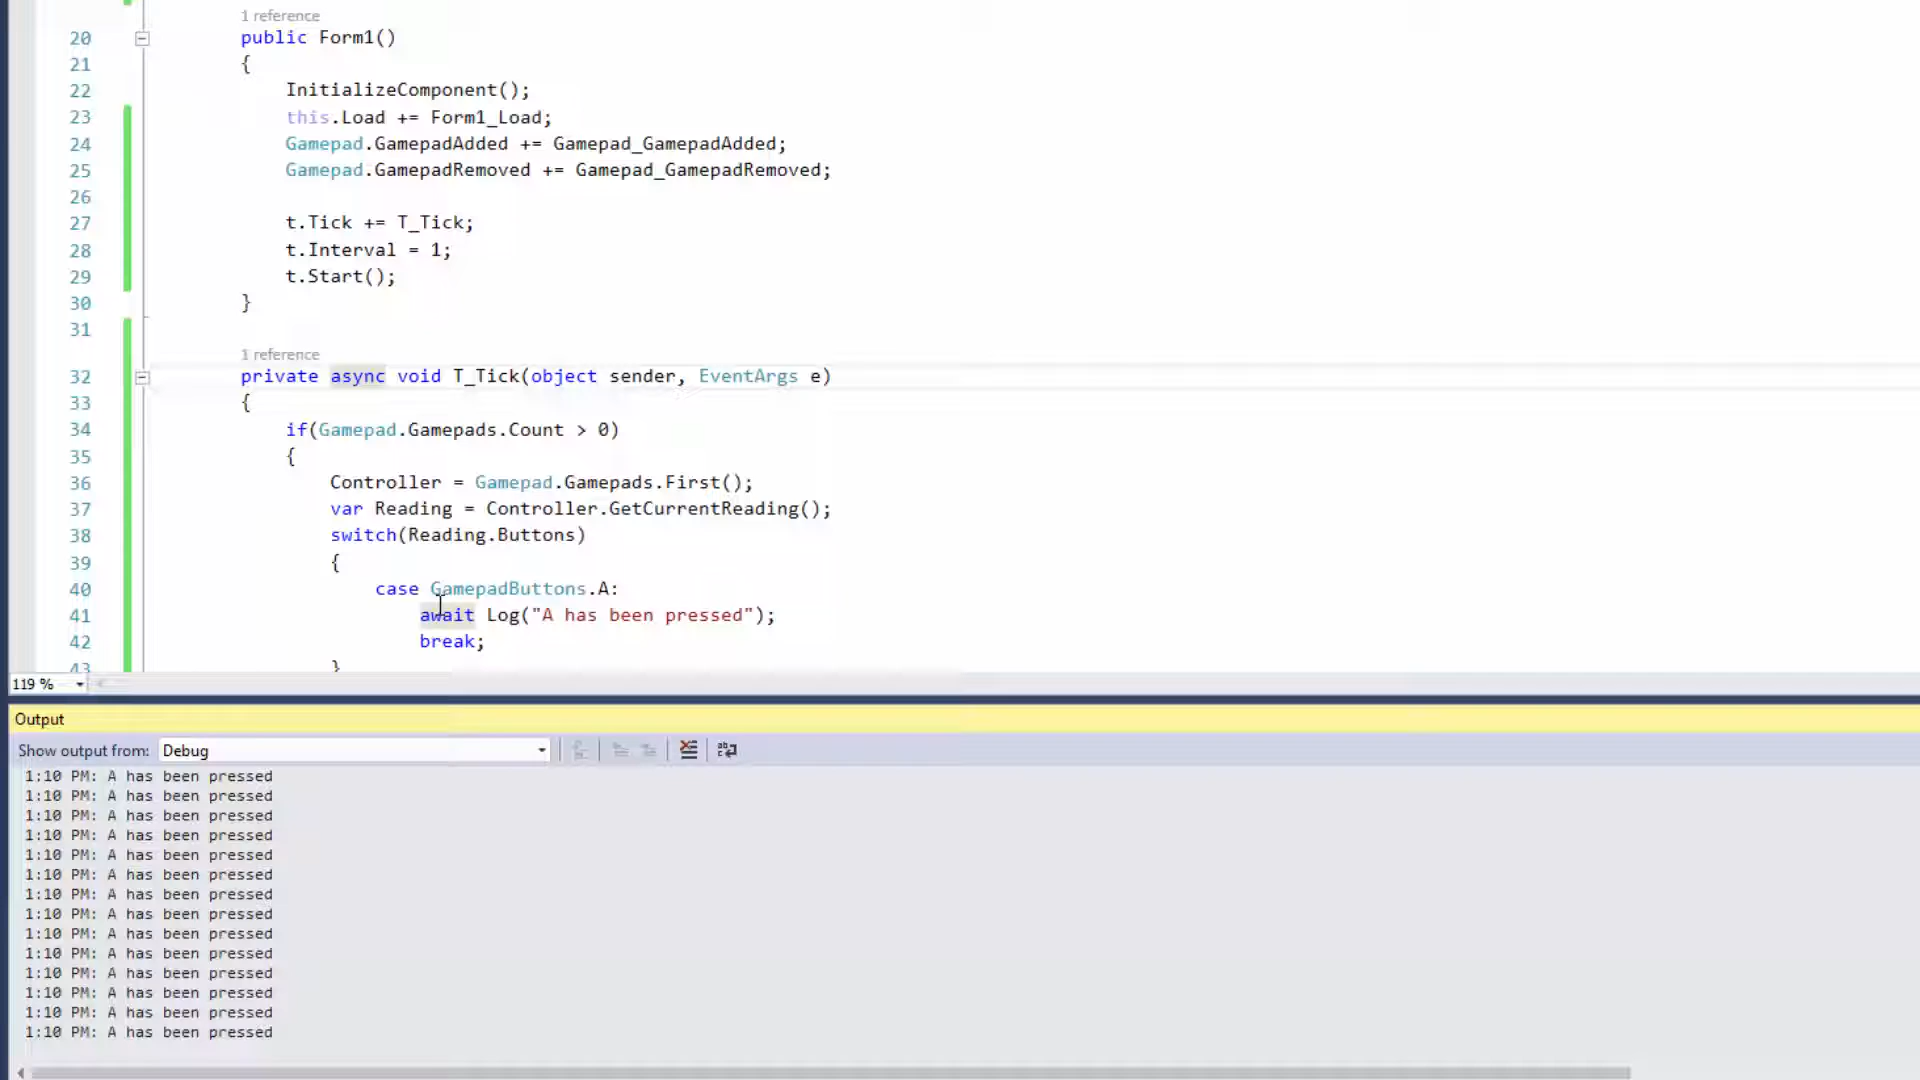 1 reference
20 public Form1()
21 {
22 InitializeComponent();
23 this.Load += Form1_Load;
24 Gamepad.GamepadAdded += Gamepad_GamepadAdded;
25 Gamepad.GamepadRemoved += Gamepad_GamepadRemoved;
26
27 t.Tick += T_Tick;
28 t.Interval = 1;
29 t.Start();
30 }
31
1 reference
32 private async void T_Tick(object sender, EventArgs e)
33 {
34 if(Gamepad.Gamepads.Count > 0)
35 {
36 Controller = Gamepad.Gamepads.First();
37 var Reading = Controller.GetCurrentReading();
38 switch(Reading.Buttons)
39 {
40 case GamepadButtons.A:
41 await Log("A has been pressed");
42 break;
43 }
119 %
Output
Show output from: Debug
1:10 PM: A has been pressed
1:10 PM: A has been pressed
1:10 PM: A has been pressed
1:10 PM: A has been pressed
1:10 PM: A has been pressed
1:10 PM: A has been pressed
1:10 PM: A has been pressed
1:10 PM: A has been pressed
1:10 PM: A has been pressed
1:10 PM: A has been pressed
1:10 PM: A has been pressed
1:10 PM: A has been pressed
1:10 PM: A has been pressed
1:10 PM: A has been pressed